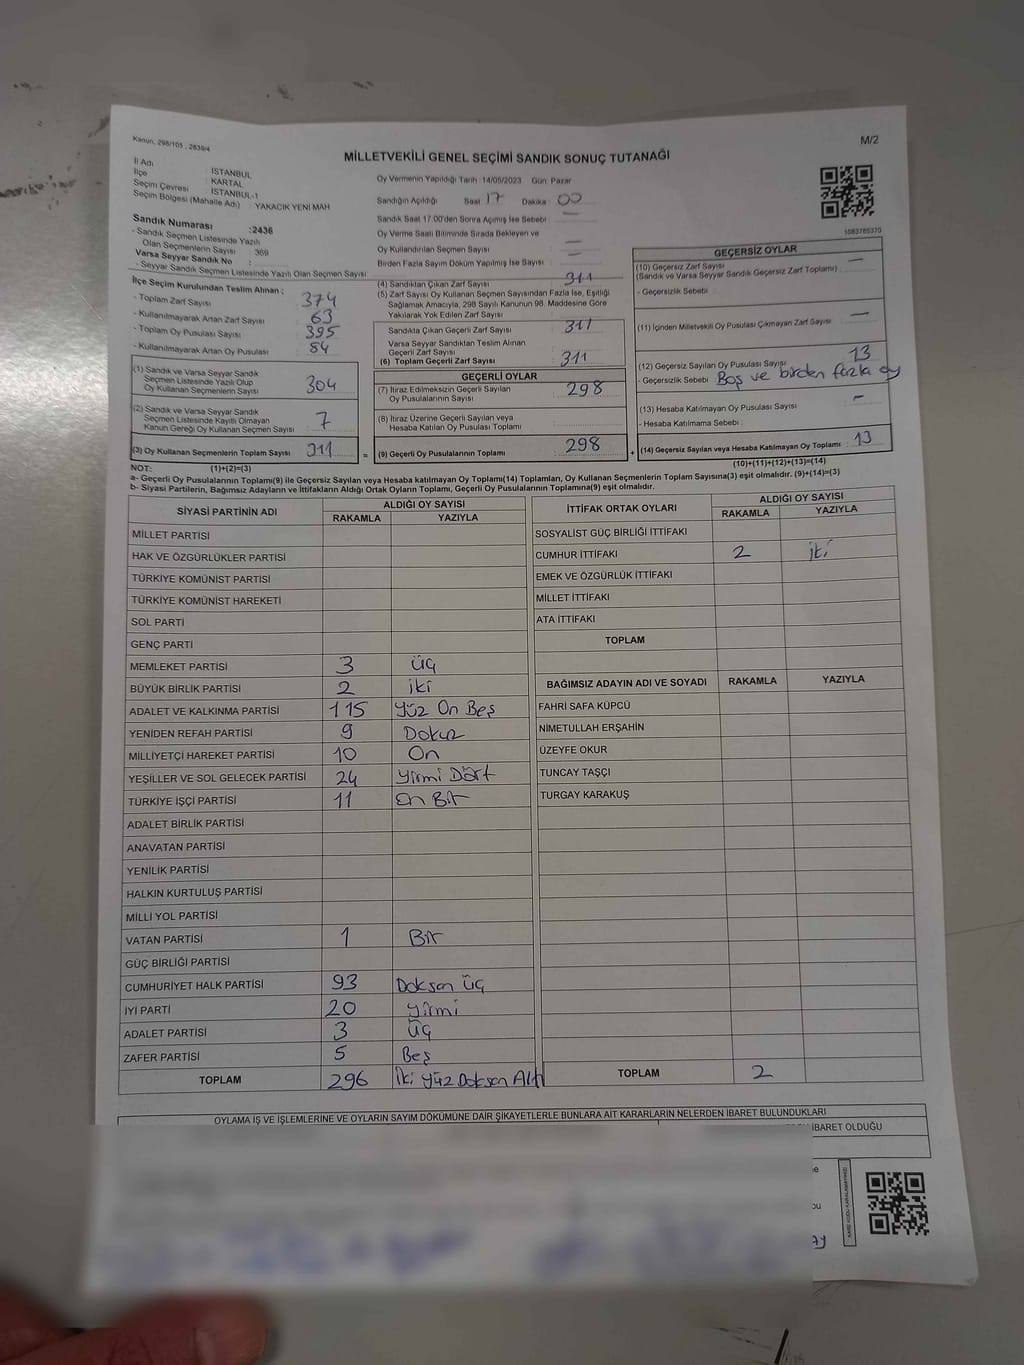 Kanun, 298/105, 2839/4
M/2
MİLLETVEKİLİ GENEL SEÇİMİ SANDIK SONUÇ TUTANAĞI
İl Adı : İSTANBUL
İlçe : KARTAL
Seçim Çevresi : İSTANBUL-1
Seçim Bölgesi (Mahalle Adı) : YAKACIK YENİ MAH
Sandık Numarası :2436
- Sandık Seçmen Listesinde Yazılı
Olan Seçmenlerin Sayısı : 369
Varsa Seyyar Sandık No :
- Seyyar Sandık Seçmen Listesinde Yazılı Olan Seçmen Sayısı :
Oy Vermenin Yapıldığı Tarih :14/05/2023 Gün: Pazar
Sandığın Açıldığı Saat 17 Dakika : 00
Sandık Saat 17:00'den Sonra Açımış İse Sebebi : —
Oy Verme Saati Bitiminde Sırada Bekleyen ve
Oy Kullandırılan Seçmen Sayısı : —
Birden Fazla Sayım Döküm Yapılmış İse Sayısı : —
1083765370
İlçe Seçim Kurulundan Teslim Alınan :
- Toplam Zarf Sayısı : 374
- Kullanılmayarak Artan Zarf Sayısı : 63
- Toplam Oy Pusulası Sayısı : 395
- Kullanılmayarak Artan Oy Pusulası : 84
(1) Sandık ve Varsa Seyyar Sandık
Seçmen Listesinde Yazılı Olup
Oy Kullanan Seçmenlerin Sayısı : 304
(2) Sandık ve Varsa Seyyar Sandık
Seçmen Listesinde Kayıtlı Olmayan
Kanun Gereği Oy Kullanan Seçmen Sayısı : 7
(3) Oy Kullanan Seçmenlerin Toplam Sayısı : 311
(4) Sandıktan Çıkan Zarf Sayısı : 311
(5) Zarf Sayısı Oy Kullanan Seçmen Sayısından Fazla İse, Eşitliği
Sağlamak Amacıyla, 298 Sayılı Kanunun 98. Maddesine Göre
Yakılarak Yok Edilen Zarf Sayısı :
Sandıkta Çıkan Geçerli Zarf Sayısı : 311
Varsa Seyyar Sandıktan Teslim Alınan
Geçerli Zarf Sayısı :
(6) Toplam Geçerli Zarf Sayısı : 311
GEÇERLİ OYLAR
(7) İtiraz Edilmeksizin Geçerli Sayılan
Oy Pusulasının Sayısı : 298
(8) İtiraz Üzerine Geçerli Sayılan veya
Hesaba Katılan Oy Pusulası Toplamı :
= (9) Geçerli Oy Pusulalarının Toplamı : 298 +
GEÇERSİZ OYLAR
(10) Geçersiz Zarf Sayısı : —
(Sandık ve Varsa Seyyar Sandık Geçersiz Zarf Toplamı)
- Geçersizlik Sebebi :
(11) İçinden Milletvekili Oy Pusulası Çıkmayan Zarf Sayısı : —
(12) Geçersiz Sayılan Oy Pusulası Sayısı : 13
- Geçersizlik Sebebi : Boş ve birden fazla oy
(13) Hesaba Katılmayan Oy Pusulası Sayısı : -
- Hesaba Katılmama Sebebi :
(14) Geçersiz Sayılan veya Hesaba Katılmayan Oy Toplamı : 13
NOT: (1)+(2)=(3) (10)+(11)+(12)+(13)=(14)
a- Geçerli Oy Pusulaları Toplamı(9) ile Geçersiz Sayılan veya Hesaba katılmayan Oy Toplamı(14) Toplamları, Oy Kullanan Seçmenlerin Toplam Sayısına(3) eşit olmalıdır. (9)+(14)=(3)
b- Siyasi Partilerin, Bağımsız Adayların ve İttifakların Aldığı Ortak Oyların Toplamı, Geçerli Oy Pusulalarının Toplamına(9) eşit olmalıdır.
SİYASİ PARTİNİN ADI ALDIĞI OY SAYISI
RAKAMLA YAZIYLA
MİLLET PARTİSİ
HAK VE ÖZGÜRLÜKLER PARTİSİ
TÜRKİYE KOMÜNİST PARTİSİ
TÜRKİYE KOMÜNİST HAREKETİ
SOL PARTİ
GENÇ PARTİ
MEMLEKET PARTİSİ 3 üç
BÜYÜK BİRLİK PARTİSİ 2 iki
ADALET VE KALKINMA PARTİSİ 115 Yüz On Beş
YENİDEN REFAH PARTİSİ 9 Dokuz
MİLLİYETÇİ HAREKET PARTİSİ 10 On
YEŞİLLER VE SOL GELECEK PARTİSİ 24 Yirmi Dört
TÜRKİYE İŞÇİ PARTİSİ 11 On Bir
ADALET BİRLİK PARTİSİ
ANAVATAN PARTİSİ
YENİLİK PARTİSİ
HALKIN KURTULUŞ PARTİSİ
MİLLİ YOL PARTİSİ
VATAN PARTİSİ 1 Bir
GÜÇ BİRLİĞİ PARTİSİ
CUMHURİYET HALK PARTİSİ 93 Doksan üç
İYİ PARTİ 20 Yirmi
ADALET PARTİSİ 3 üç
ZAFER PARTİSİ 5 Beş
TOPLAM 296 İki Yüz Doksan Altı
İTTİFAK ORTAK OYLARI ALDIĞI OY SAYISI
RAKAMLA YAZIYLA
SOSYALİST GÜÇ BİRLİĞİ İTTİFAKI
CUMHUR İTTİFAKI 2 iki
EMEK VE ÖZGÜRLÜK İTTİFAKI
MİLLET İTTİFAKI
ATA İTTİFAKI
TOPLAM
BAĞIMSIZ ADAYIN ADI VE SOYADI RAKAMLA YAZIYLA
FAHRİ SAFA KÜPCÜ
NİMETULLAH ERŞAHİN
ÜZEYFE OKUR
TUNCAY TAŞÇI
TURGAY KARAKUŞ
TOPLAM 2
OYLAMA İŞ VE İŞLEMLERİNE VE OYLARIN SAYIM DÖKÜMÜNE DAİR ŞİKAYETLERLE BUNLARA AİT KARARLARIN NELERDEN İBARET BULUNDUKLARI
İBARET OLDUĞU